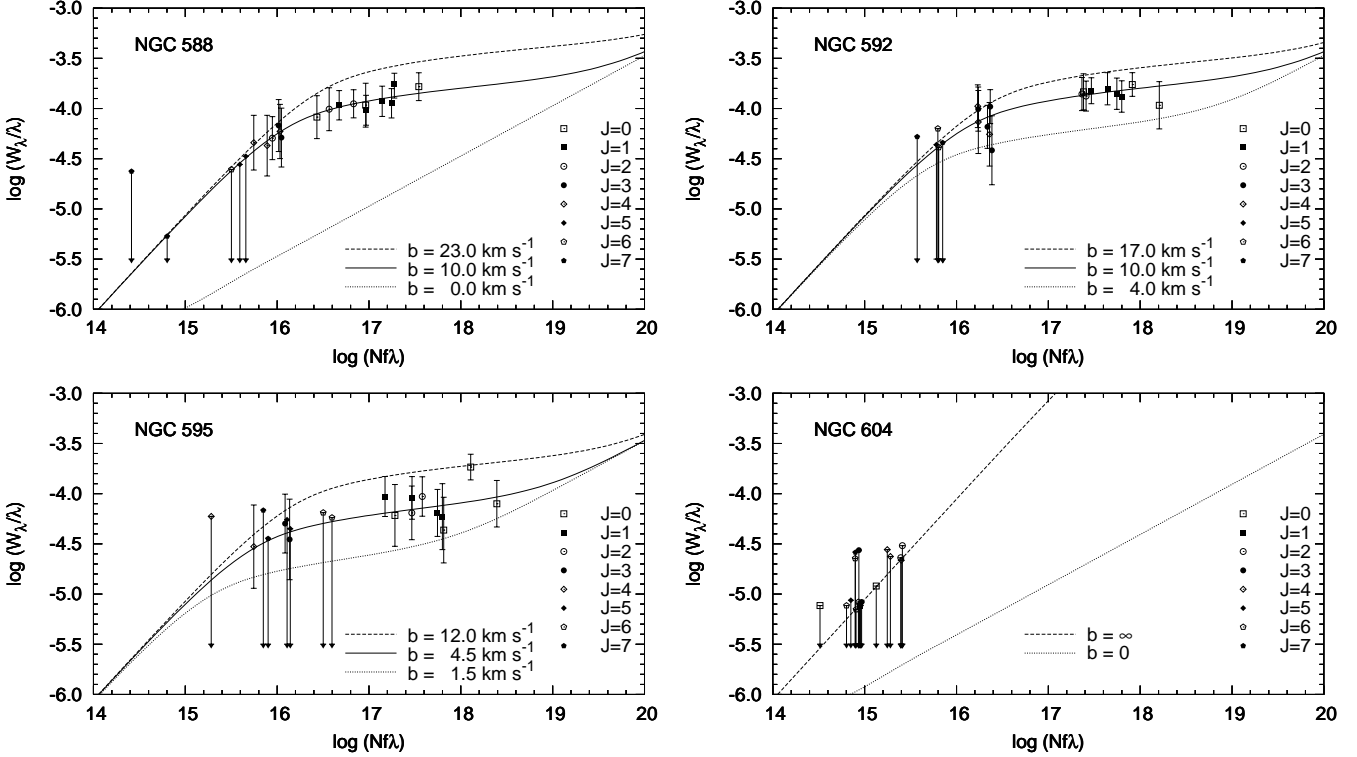 NGC 588
log (Wλ/λ)
-3.0
-3.5
-4.0
-4.5
-5.0
-5.5
-6.0
J=0
J=1
J=2
J=3
J=4
J=5
J=6
J=7
b = 23.0 km s-1
b = 10.0 km s-1
b = 0.0 km s-1
14 15 16 17 18 19 20
log (Nfλ)
NGC 592
log (Wλ/λ)
-3.0
-3.5
-4.0
-4.5
-5.0
-5.5
-6.0
J=0
J=1
J=2
J=3
J=4
J=5
J=6
J=7
b = 17.0 km s-1
b = 10.0 km s-1
b = 4.0 km s-1
14 15 16 17 18 19 20
log (Nfλ)
NGC 595
log (Wλ/λ)
-3.0
-3.5
-4.0
-4.5
-5.0
-5.5
-6.0
J=0
J=1
J=2
J=3
J=4
J=5
J=6
J=7
b = 12.0 km s-1
b = 4.5 km s-1
b = 1.5 km s-1
14 15 16 17 18 19 20
log (Nfλ)
NGC 604
log (Wλ/λ)
-3.0
-3.5
-4.0
-4.5
-5.0
-5.5
-6.0
J=0
J=1
J=2
J=3
J=4
J=5
J=6
J=7
b = ∞
b = 0
14 15 16 17 18 19 20
log (Nfλ)